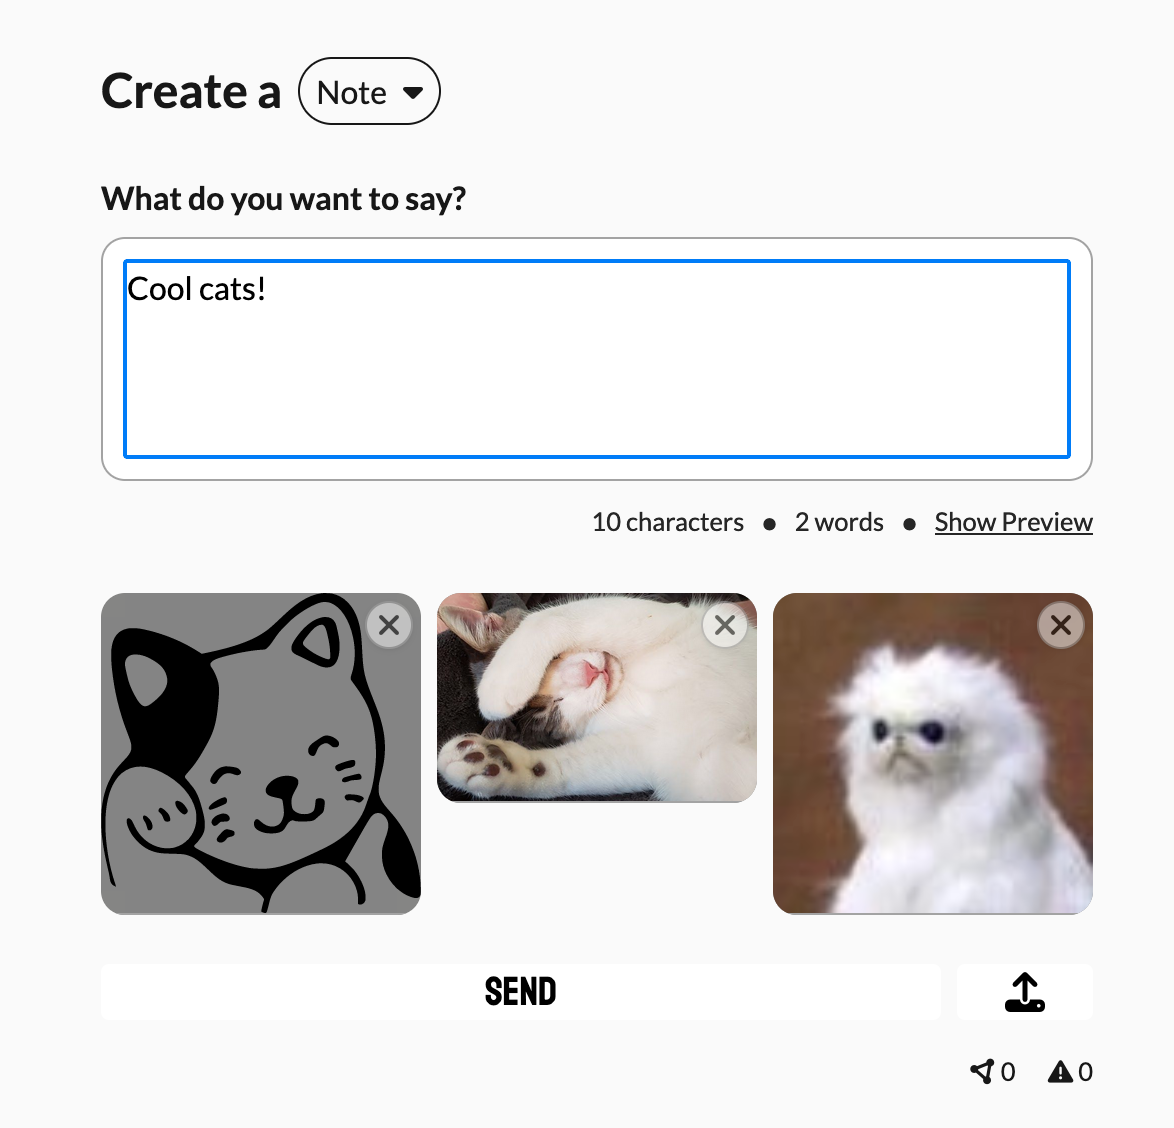 Create a Note
What do you want to say?
Cool cats!
10 characters ● 2 words ● Show Preview
SEND
0 0